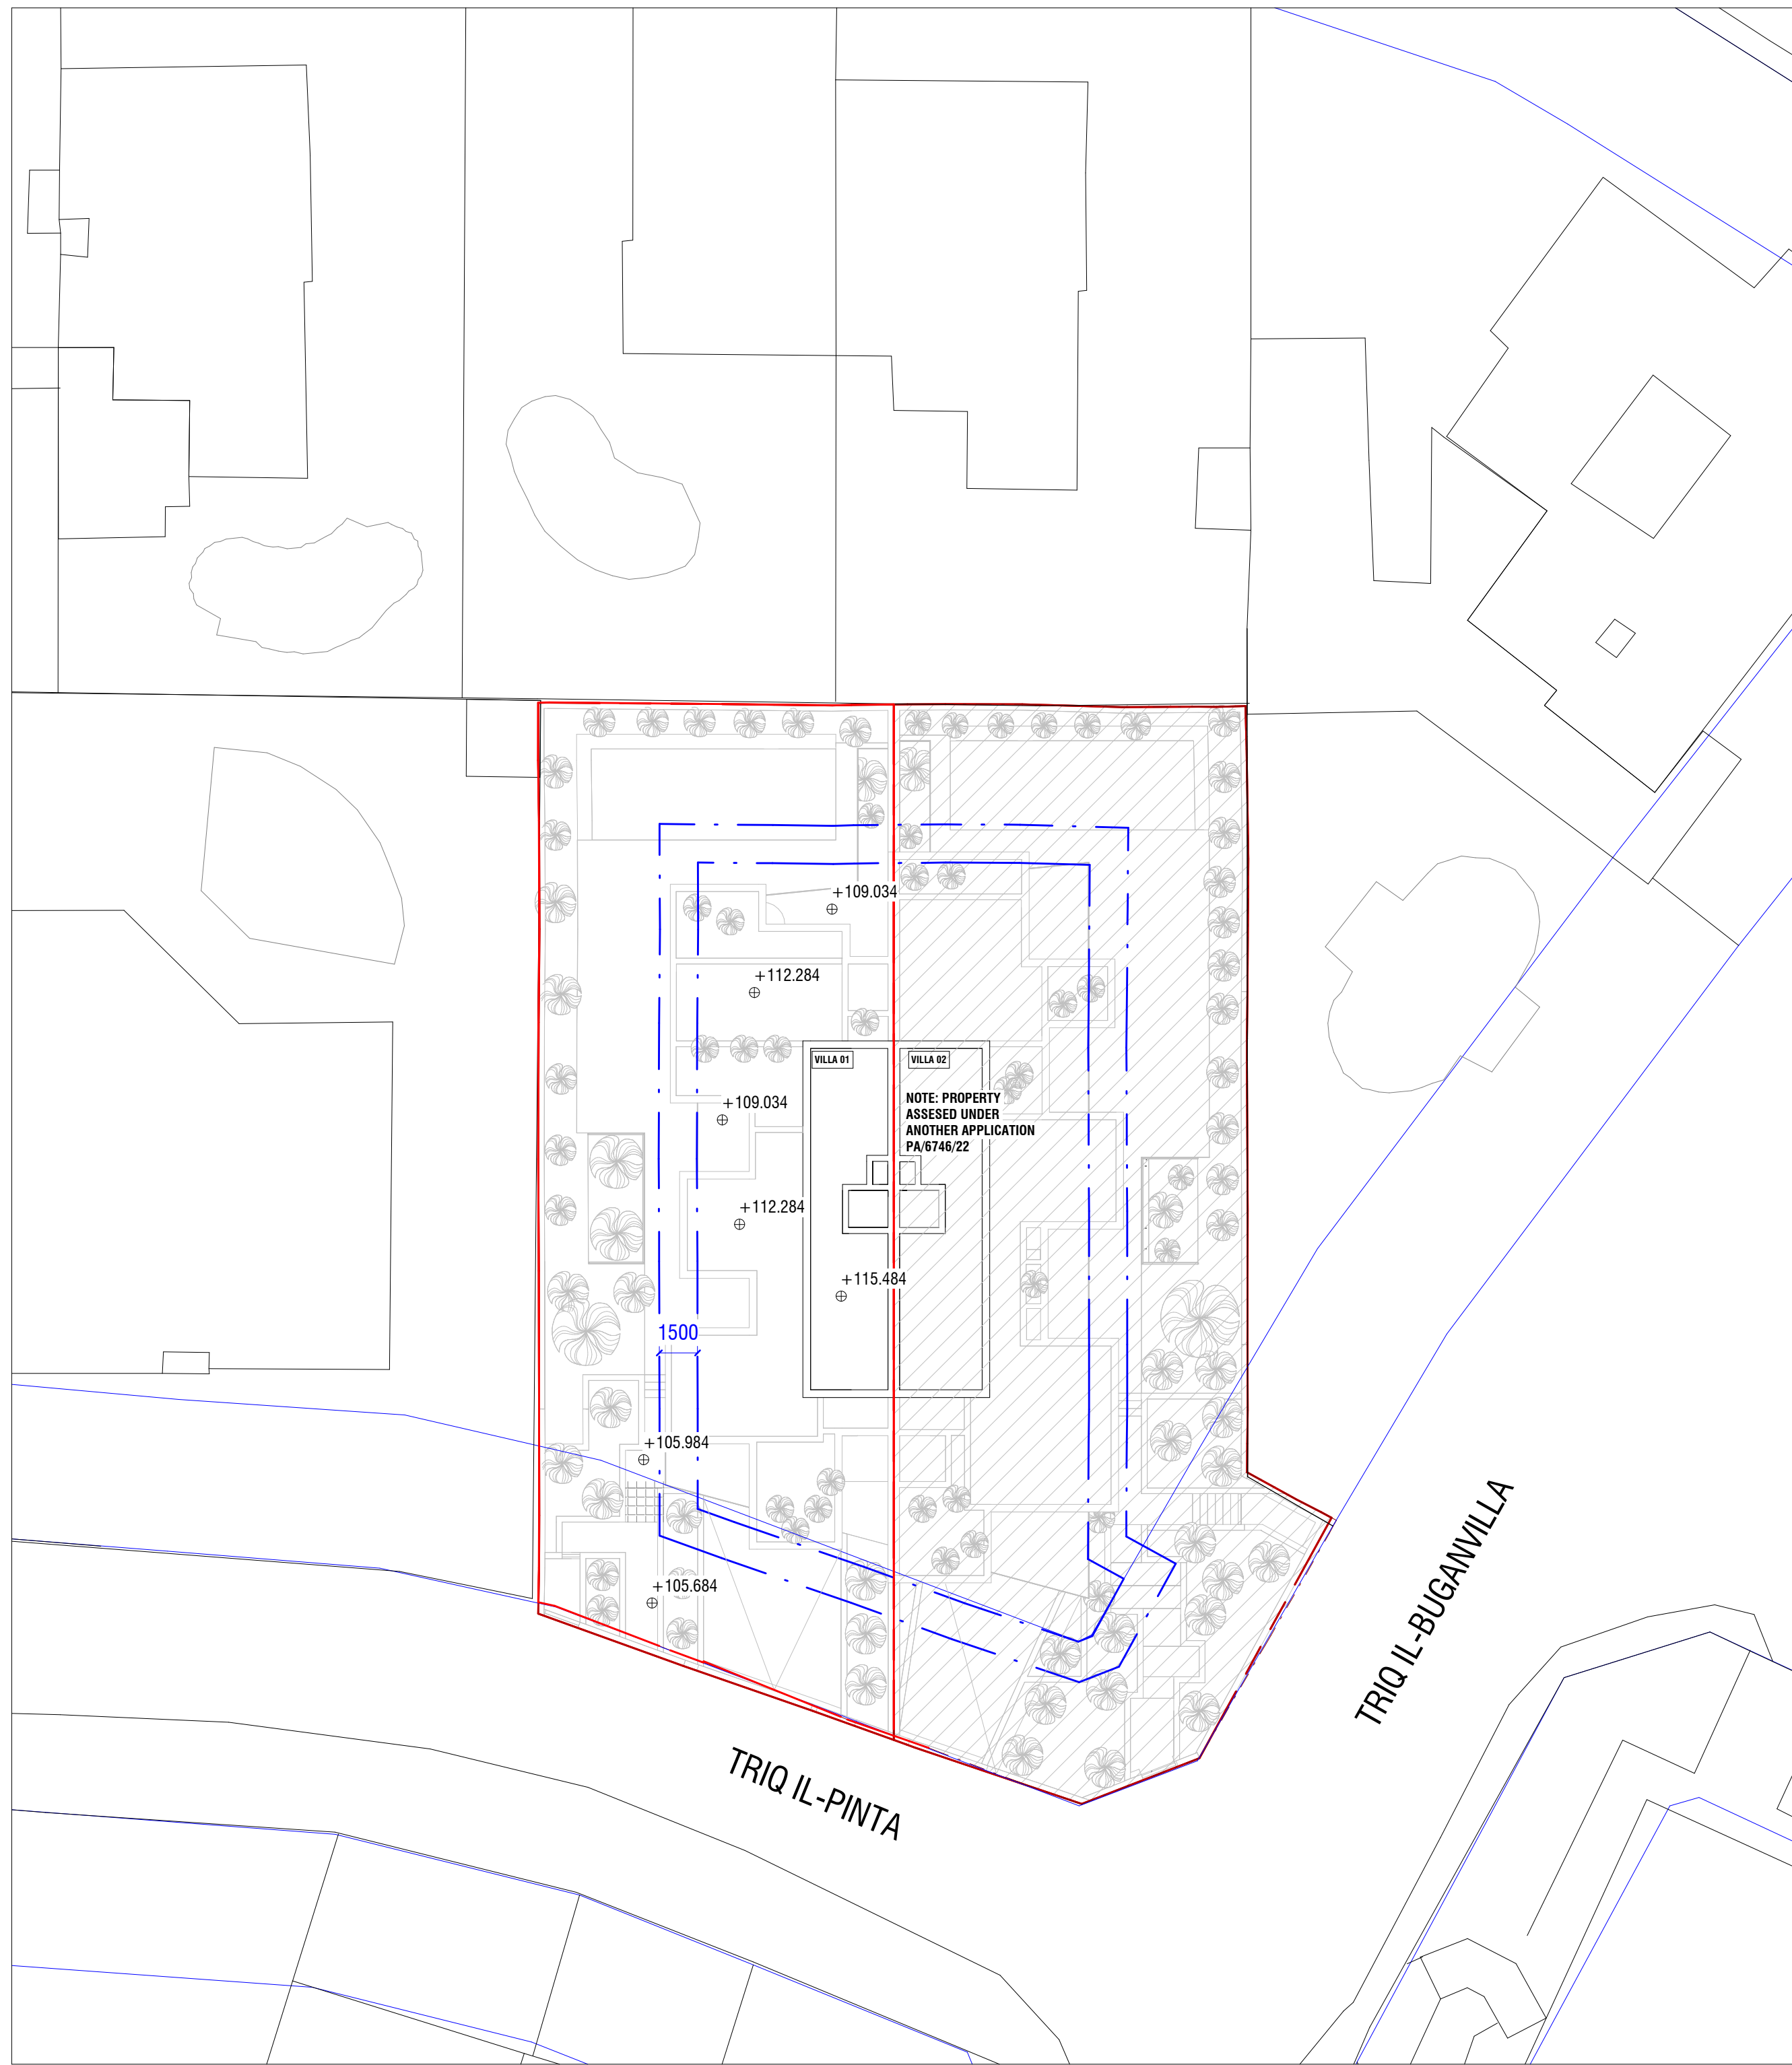 +109.034
+112.284
VILLA 01
VILLA 02
NOTE: PROPERTY
ASSESED UNDER
ANOTHER APPLICATION
PA/6746/22
+109.034
+112.284
+115.484
1500
+105.984
+105.684
TRIQ IL-BUGANVILLA
TRIQ IL-PINTA